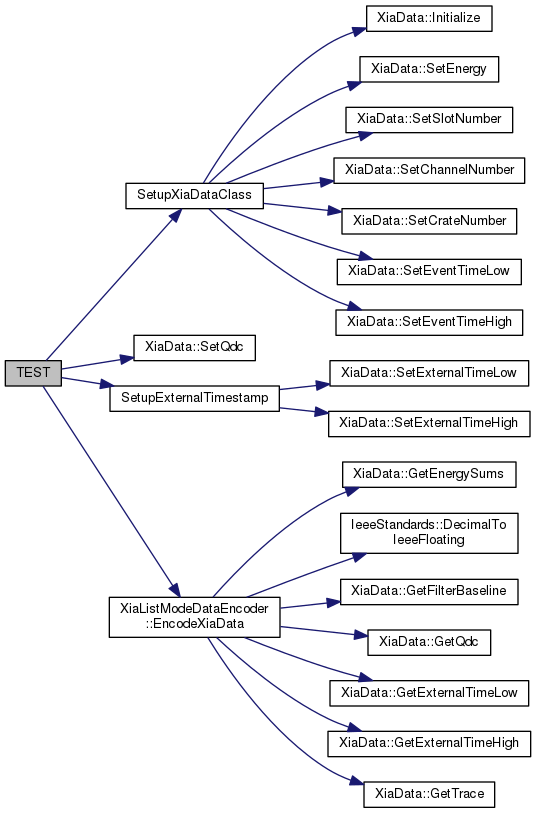 XiaData::Initialize
XiaData::SetEnergy
XiaData::SetSlotNumber
XiaData::SetChannelNumber
SetupXiaDataClass
XiaData::SetCrateNumber
XiaData::SetEventTimeLow
XiaData::SetEventTimeHigh
XiaData::SetQdc
TEST
XiaData::SetExternalTimeLow
SetupExternalTimestamp
XiaData::SetExternalTimeHigh
XiaData::GetEnergySums
IeeeStandards::DecimalTo
IeeeFloating
XiaData::GetFilterBaseline
XiaListModeDataEncoder
::EncodeXiaData
XiaData::GetQdc
XiaData::GetExternalTimeLow
XiaData::GetExternalTimeHigh
XiaData::GetTrace